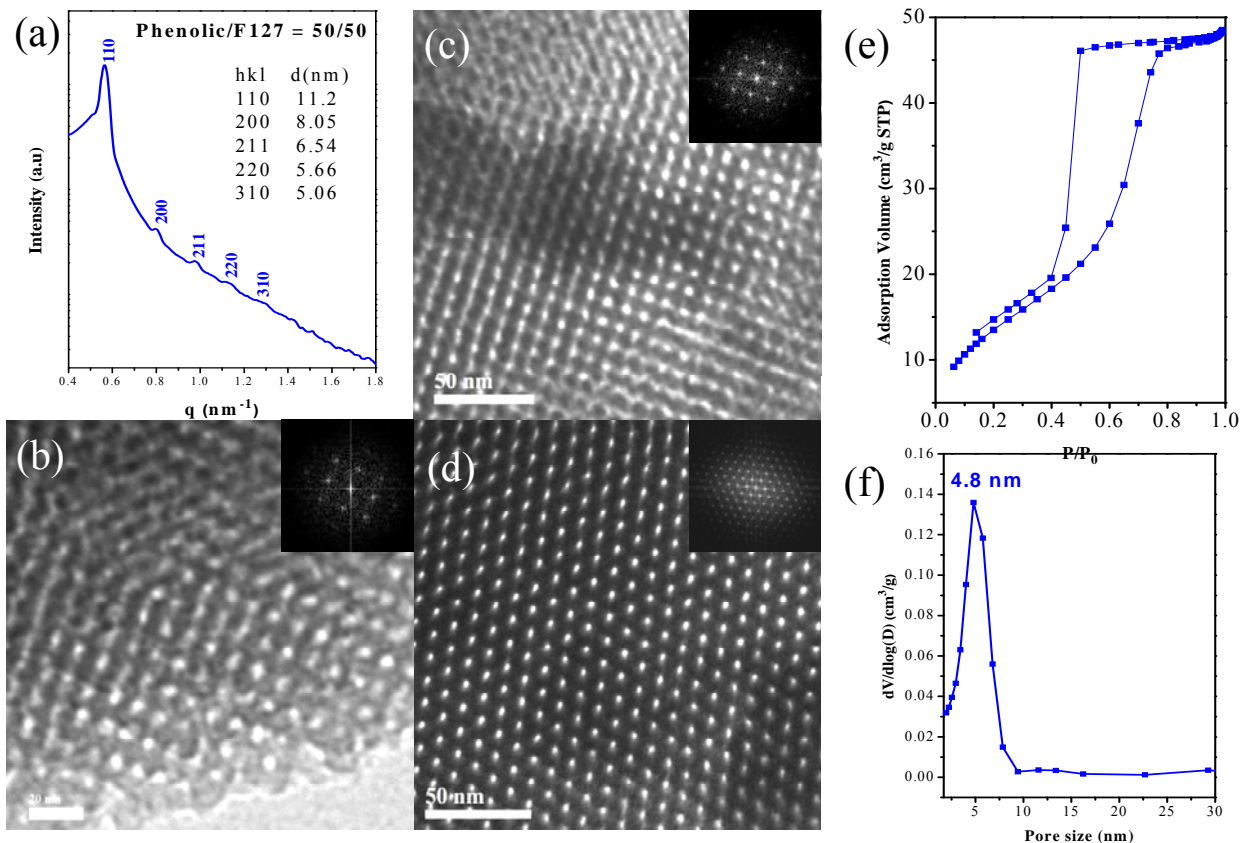 (a)
Phenolic/F127 = 50/50
hkl d(nm)
110 11.2
200 8.05
211 6.54
220 5.66
310 5.06
110
200
211
220
310
Intensity (a.u)
0.4 0.6 0.8 1.0 1.2 1.4 1.6 1.8
q (nm-1)
(b)
20 nm
(c)
50 nm
(d)
50 nm
(e)
50
40
30
20
10
Adsorption Volume (cm3/g STP)
0.0 0.2 0.4 0.6 0.8 1.0
P/P0
(f)
4.8 nm
0.16
0.14
0.12
0.10
0.08
0.06
0.04
0.02
0.00
dV/dlog(D) (cm3/g)
5 10 15 20 25 30
Pore size (nm)